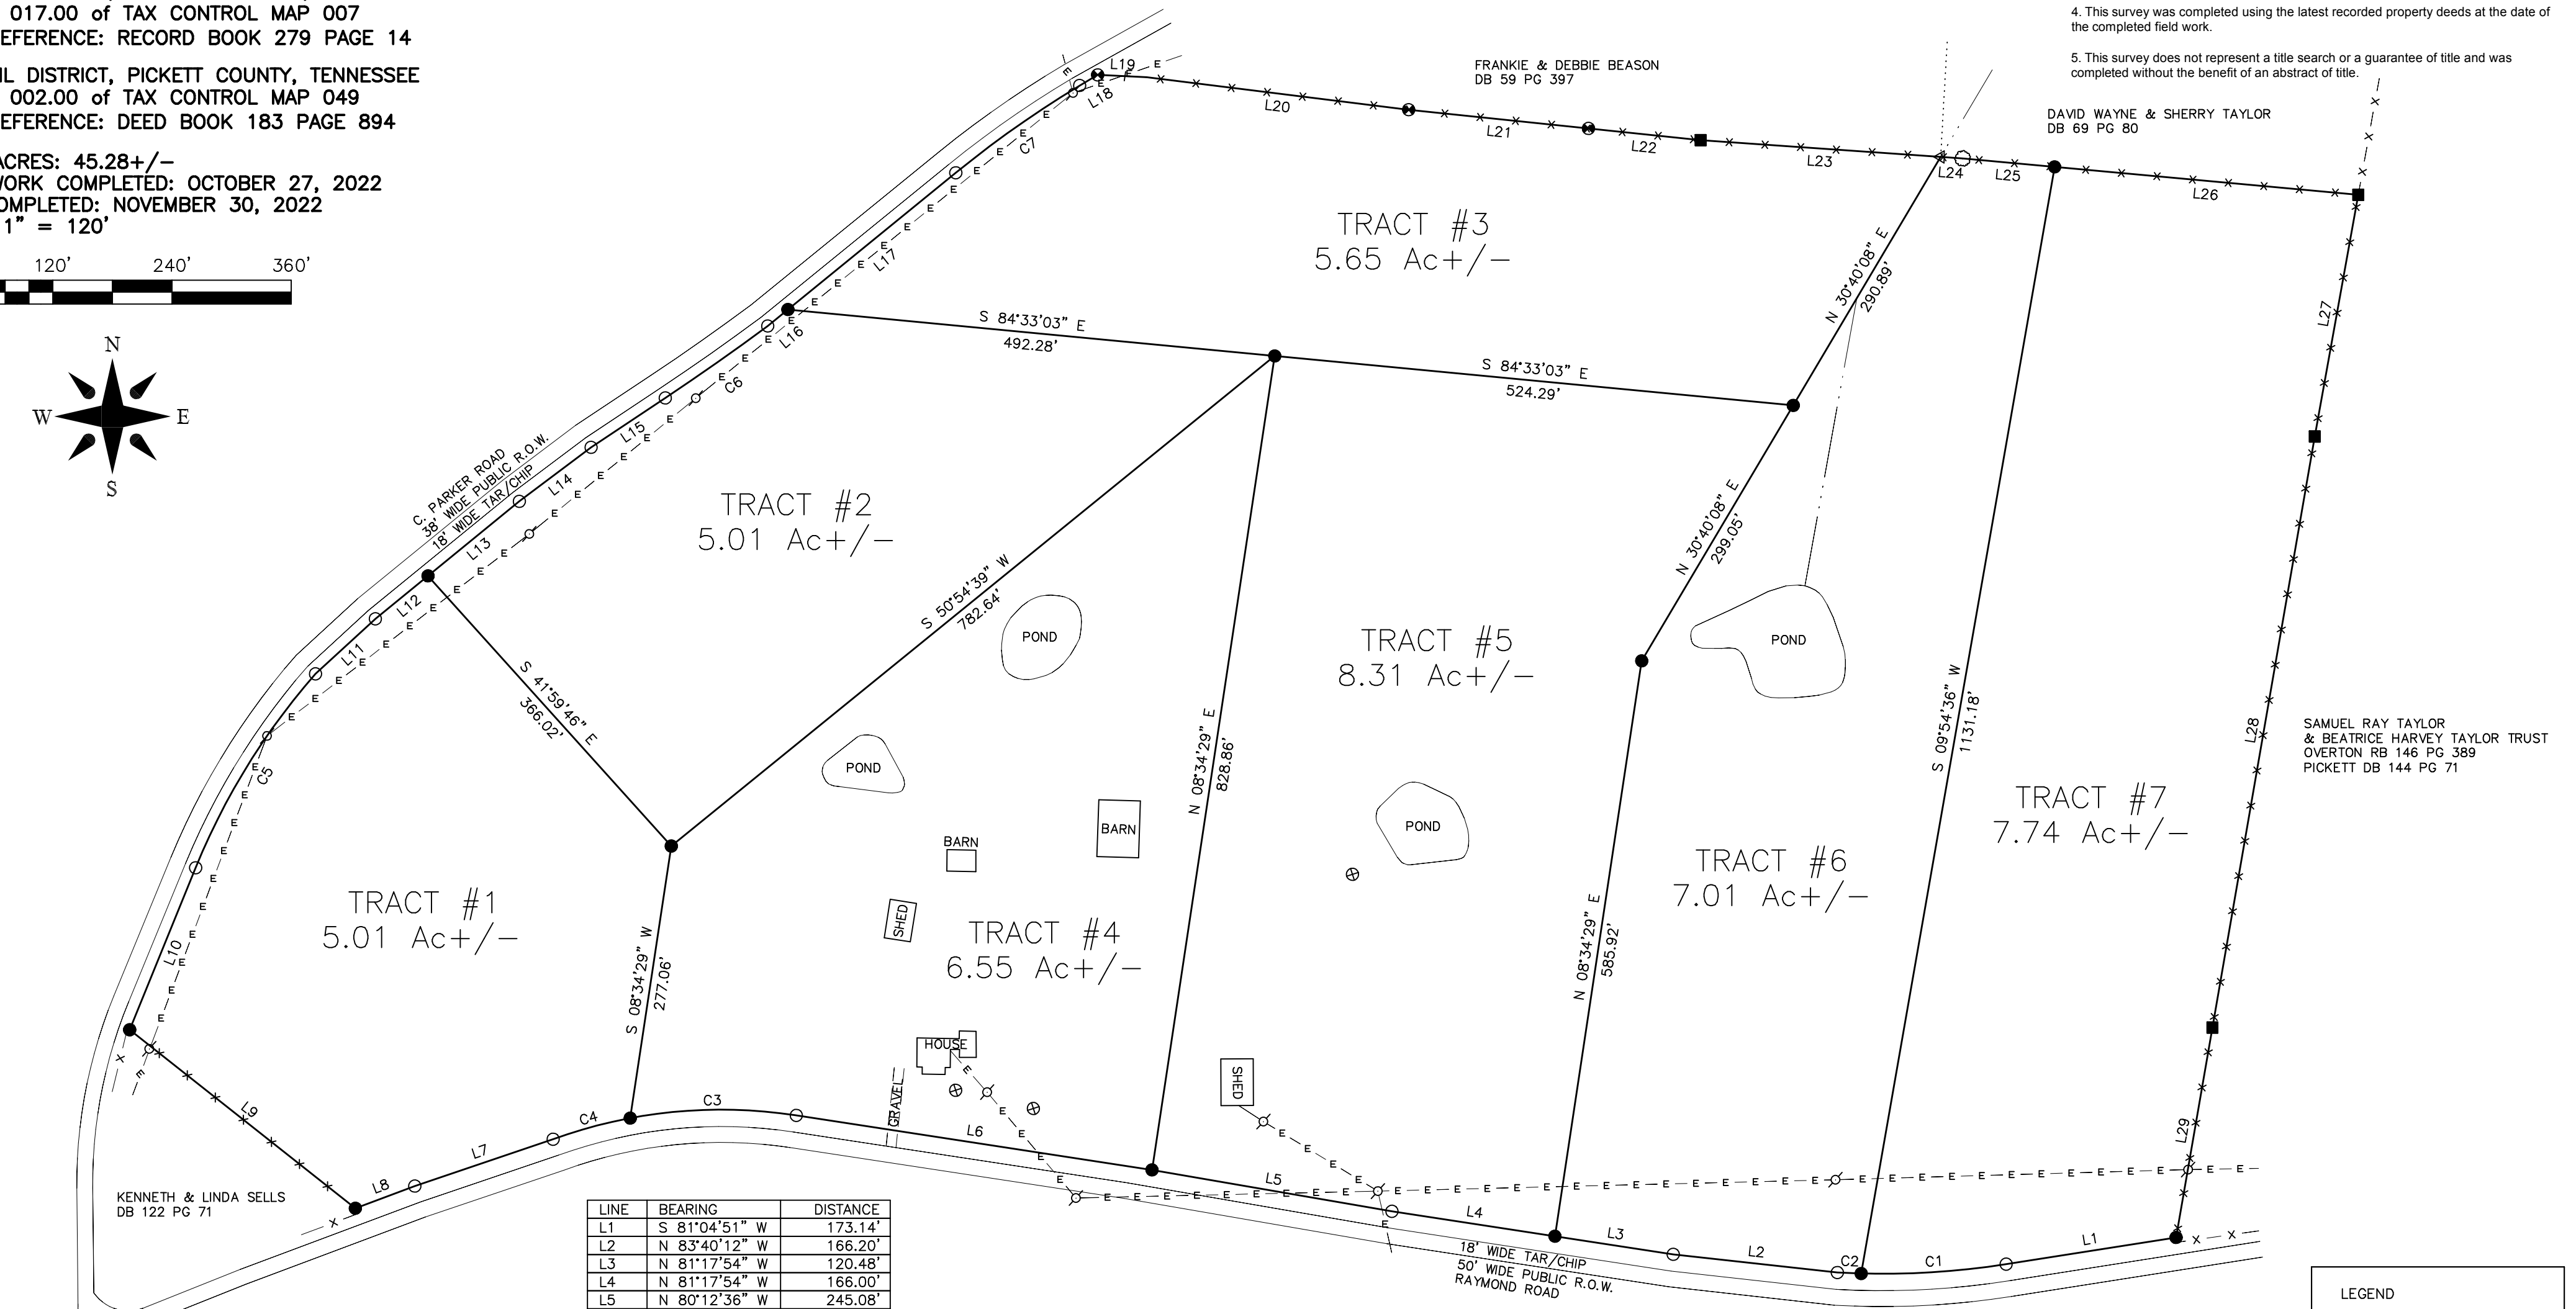 017.00 of TAX CONTROL MAP 007
EFERENCE: RECORD BOOK 279 PAGE 14
IL DISTRICT, PICKETT COUNTY, TENNESSEE
002.00 of TAX CONTROL MAP 049
EFERENCE: DEED BOOK 183 PAGE 894
ACRES: 45.28+/-
WORK COMPLETED: OCTOBER 27, 2022
OMPLETED: NOVEMBER 30, 2022
1" = 120'
120' 240' 360'
N
W E
S
4. This survey was completed using the latest recorded property deeds at the date of
the completed field work.
5. This survey does not represent a title search or a guarantee of title and was
completed without the benefit of an abstract of title.
FRANKIE & DEBBIE BEASON
DB 59 PG 397
DAVID WAYNE & SHERRY TAYLOR
DB 69 PG 80
L19
L18
L20
L21
L22
L23
L24
L25
L26
C7
L17
L16
C6
L15
L14
L13
L12
L11
C5
L10
L9
L27
L28
L29
TRACT #3
5.65 Ac+/-
N 30°40'08" E
290.89'
S 84°33'03" E
492.28'
S 84°33'03" E
524.29'
C. PARKER ROAD
38' WIDE PUBLIC R.O.W.
18' WIDE TAR/CHIP
TRACT #2
5.01 Ac+/-
S 50°54'39" W
782.64'
S 41°59'46" E
366.02'
N 30°40'08" E
299.05'
POND
POND
POND
POND
TRACT #5
8.31 Ac+/-
N 08°34'29" E
828.86'
S 09°54'36" W
1131.18'
SAMUEL RAY TAYLOR
& BEATRICE HARVEY TAYLOR TRUST
OVERTON RB 146 PG 389
PICKETT DB 144 PG 71
TRACT #7
7.74 Ac+/-
TRACT #6
7.01 Ac+/-
BARN
BARN
SHED
TRACT #1
5.01 Ac+/-
TRACT #4
6.55 Ac+/-
S 08°34'29" W
277.06'
N 08°34'29" E
585.92'
HOUSE
GRAVEL
SHED
KENNETH & LINDA SELLS
DB 122 PG 71
L8
L7
C4
C3
L6
L5
L4
L3
L2
C2
C1
L1
18' WIDE TAR/CHIP
50' WIDE PUBLIC R.O.W.
RAYMOND ROAD
LINE BEARING DISTANCE
L1 S 81°04'51" W 173.14'
L2 N 83°40'12" W 166.20'
L3 N 81°17'54" W 120.48'
L4 N 81°17'54" W 166.00'
L5 N 80°12'36" W 245.08'
LEGEND